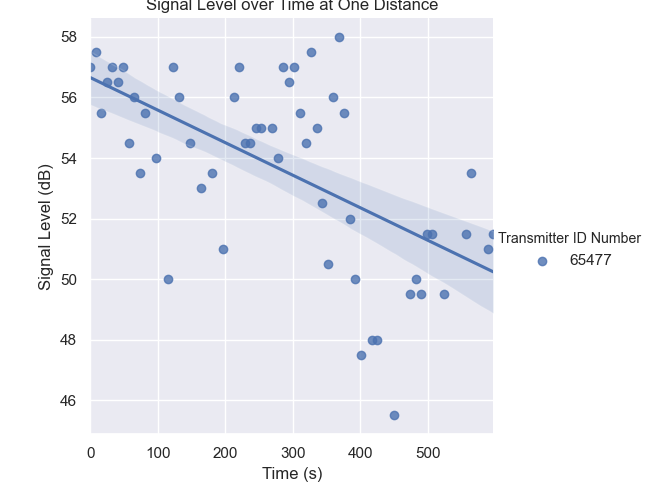 Signal Level over Time at One Distance
58
56
54
52
50
48
46
Signal Level (dB)
0 100 200 300 400 500
Time (s)
Transmitter ID Number
65477